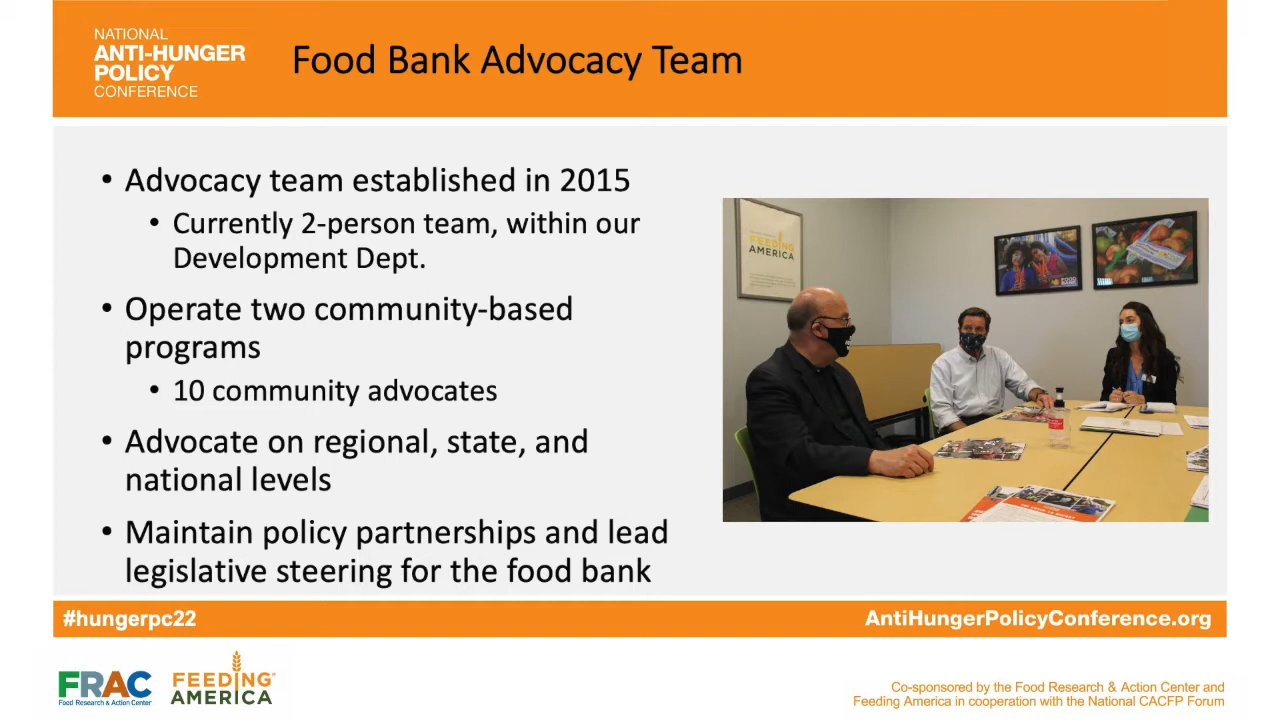 NATIONAL
ANTI-HUNGER
POLICY
CONFERENCE
Food Bank Advocacy Team
• Advocacy team established in 2015
• Currently 2-person team, within our
Development Dept.
• Operate two community-based
programs
• 10 community advocates
• Advocate on regional, state, and
national levels
• Maintain policy partnerships and lead
legislative steering for the food bank
FEEDING
AMERICA
#hungerpc22
AntiHungerPolicyConference.org
FRAC
Food Research & Action Center
FEEDING®
AMERICA
Co-sponsored by the Food Research & Action Center and
Feeding America in cooperation with the National CACFP Forum